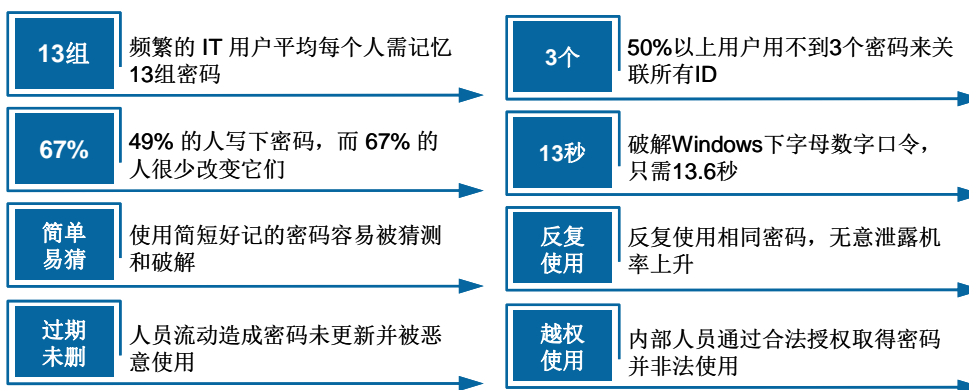 13组
频繁的 IT 用户平均每个人需记忆
13组密码
3个
50%以上用户用不到3个密码来关
联所有ID
67%
49% 的人写下密码，而 67% 的
人很少改变它们
13秒
破解Windows下字母数字口令，
只需13.6秒
简单
易猜
使用简短好记的密码容易被猜测
和破解
反复
使用
反复使用相同密码，无意泄露机
率上升
过期
未删
人员流动造成密码未更新并被恶
意使用
越权
使用
内部人员通过合法授权取得密码
并非法使用